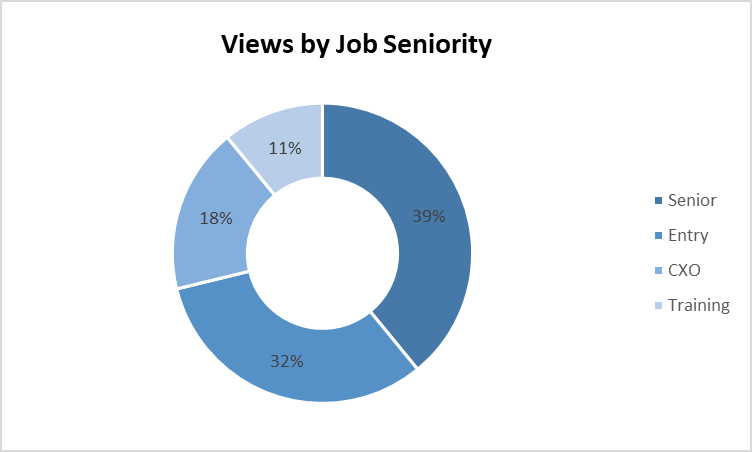 Views by Job Seniority
11%
39%
18%
32%
Senior
Entry
CXO
Training